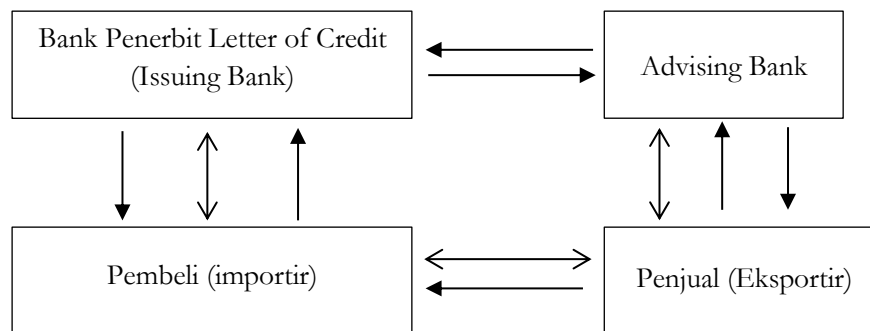 Bank Penerbit Letter of Credit
(Issuing Bank)
Advising Bank
Pembeli (importir)
Penjual (Eksportir)